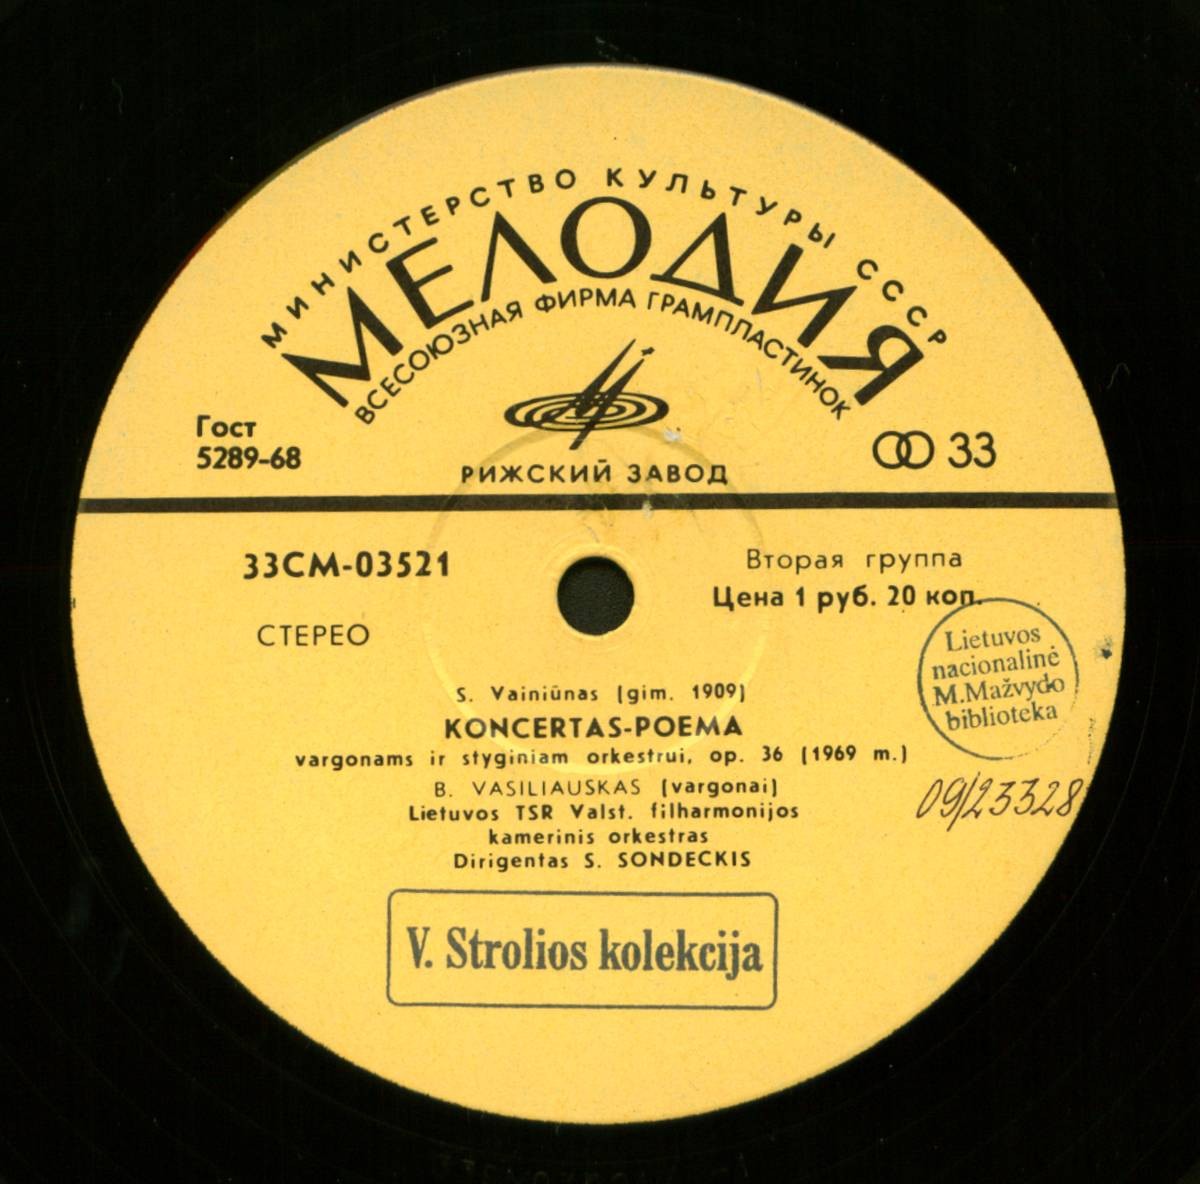 МИНИСТЕРСТВО КУЛЬТУРЫ СССР
МЕЛОДИЯ
ВСЕСОЮЗНАЯ ФИРМА ГРАМПЛАСТИНОК
Гост
5289-68
33
РИЖСКИЙ ЗАВОД
33СМ-03521
Вторая группа
Цена 1 руб. 20 коп.
СТЕРЕО
Lietuvos
nacionalinė
M.Mažvydo
biblioteka
S. Vainiūnas (gim. 1909)
KONCERTAS-POEMA
vargonams ir styginiam orkestrui, op. 36 (1969 m.)
09/23328
B. VASILIAUSKAS (vargonai)
Lietuvos TSR Valst. filharmonijos
kamerinis orkestras
Dirigentas S. SONDECKIS
V. Strolios kolekcija